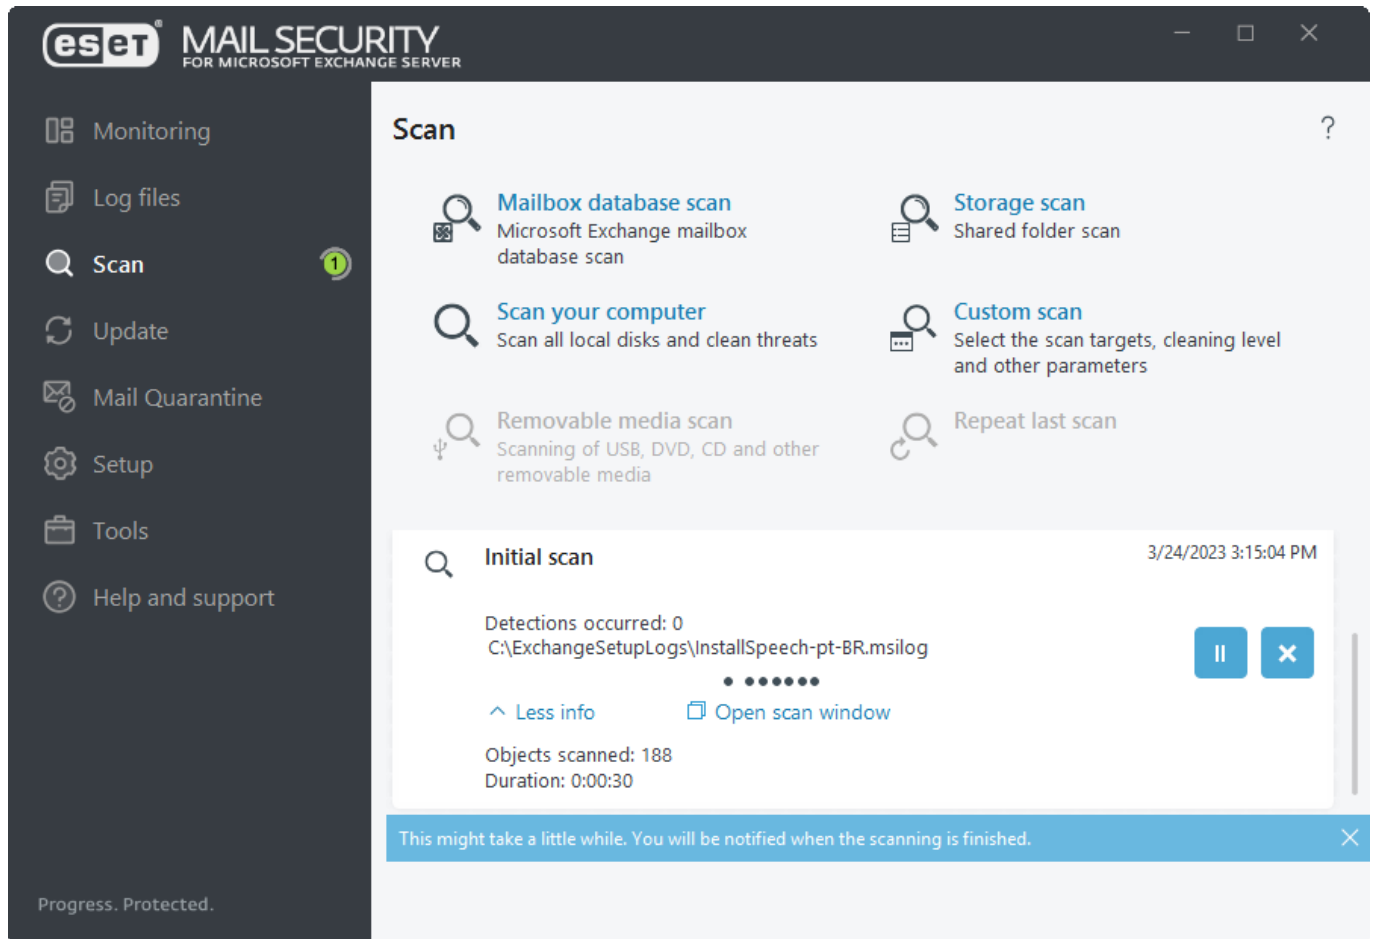 eset® MAIL SECURITY
FOR MICROSOFT EXCHANGE SERVER
Monitoring
Log files
Scan
1
Update
Mail Quarantine
Setup
Tools
Help and support
Progress. Protected.
Scan
?
Mailbox database scan
Microsoft Exchange mailbox
database scan
Storage scan
Shared folder scan
Scan your computer
Scan all local disks and clean threats
Custom scan
Select the scan targets, cleaning level
and other parameters
Removable media scan
Scanning of USB, DVD, CD and other
removable media
Repeat last scan
Initial scan
3/24/2023 3:15:04 PM
Detections occurred: 0
C:\ExchangeSetupLogs\InstallSpeech-pt-BR.msilog
Less info
Open scan window
Objects scanned: 188
Duration: 0:00:30
This might take a little while. You will be notified when the scanning is finished.